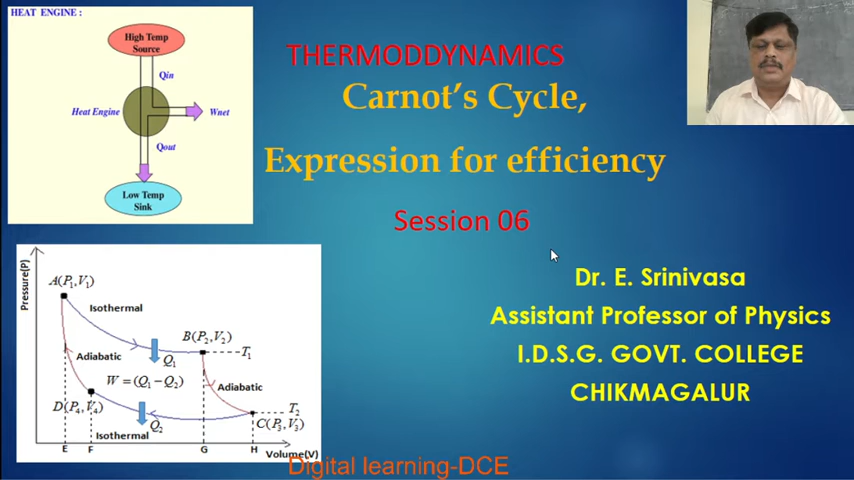 HEAT ENGINE :
High Temp
Source
Qin
Heat Engine
Wnet
Qout
Low Temp
Sink
THERMODDYNAMICS
Carnot's Cycle,
Expression for efficiency
Session 06
Dr. E. Srinivasa
Assistant Professor of Physics
I.D.S.G. GOVT. COLLEGE
CHIKMAGALUR
Pressure(P)
A(P₁,V₁)
Isothermal
B(P₂,V₂)
T₁
Q₁
Adiabatic
W = (Q₁ − Q₂)
Adiabatic
D(P₄,V₄)
T₂
Q₂
C(P₃,V₃)
Isothermal
E F G H
Volume(V)
Digital learning-DCE